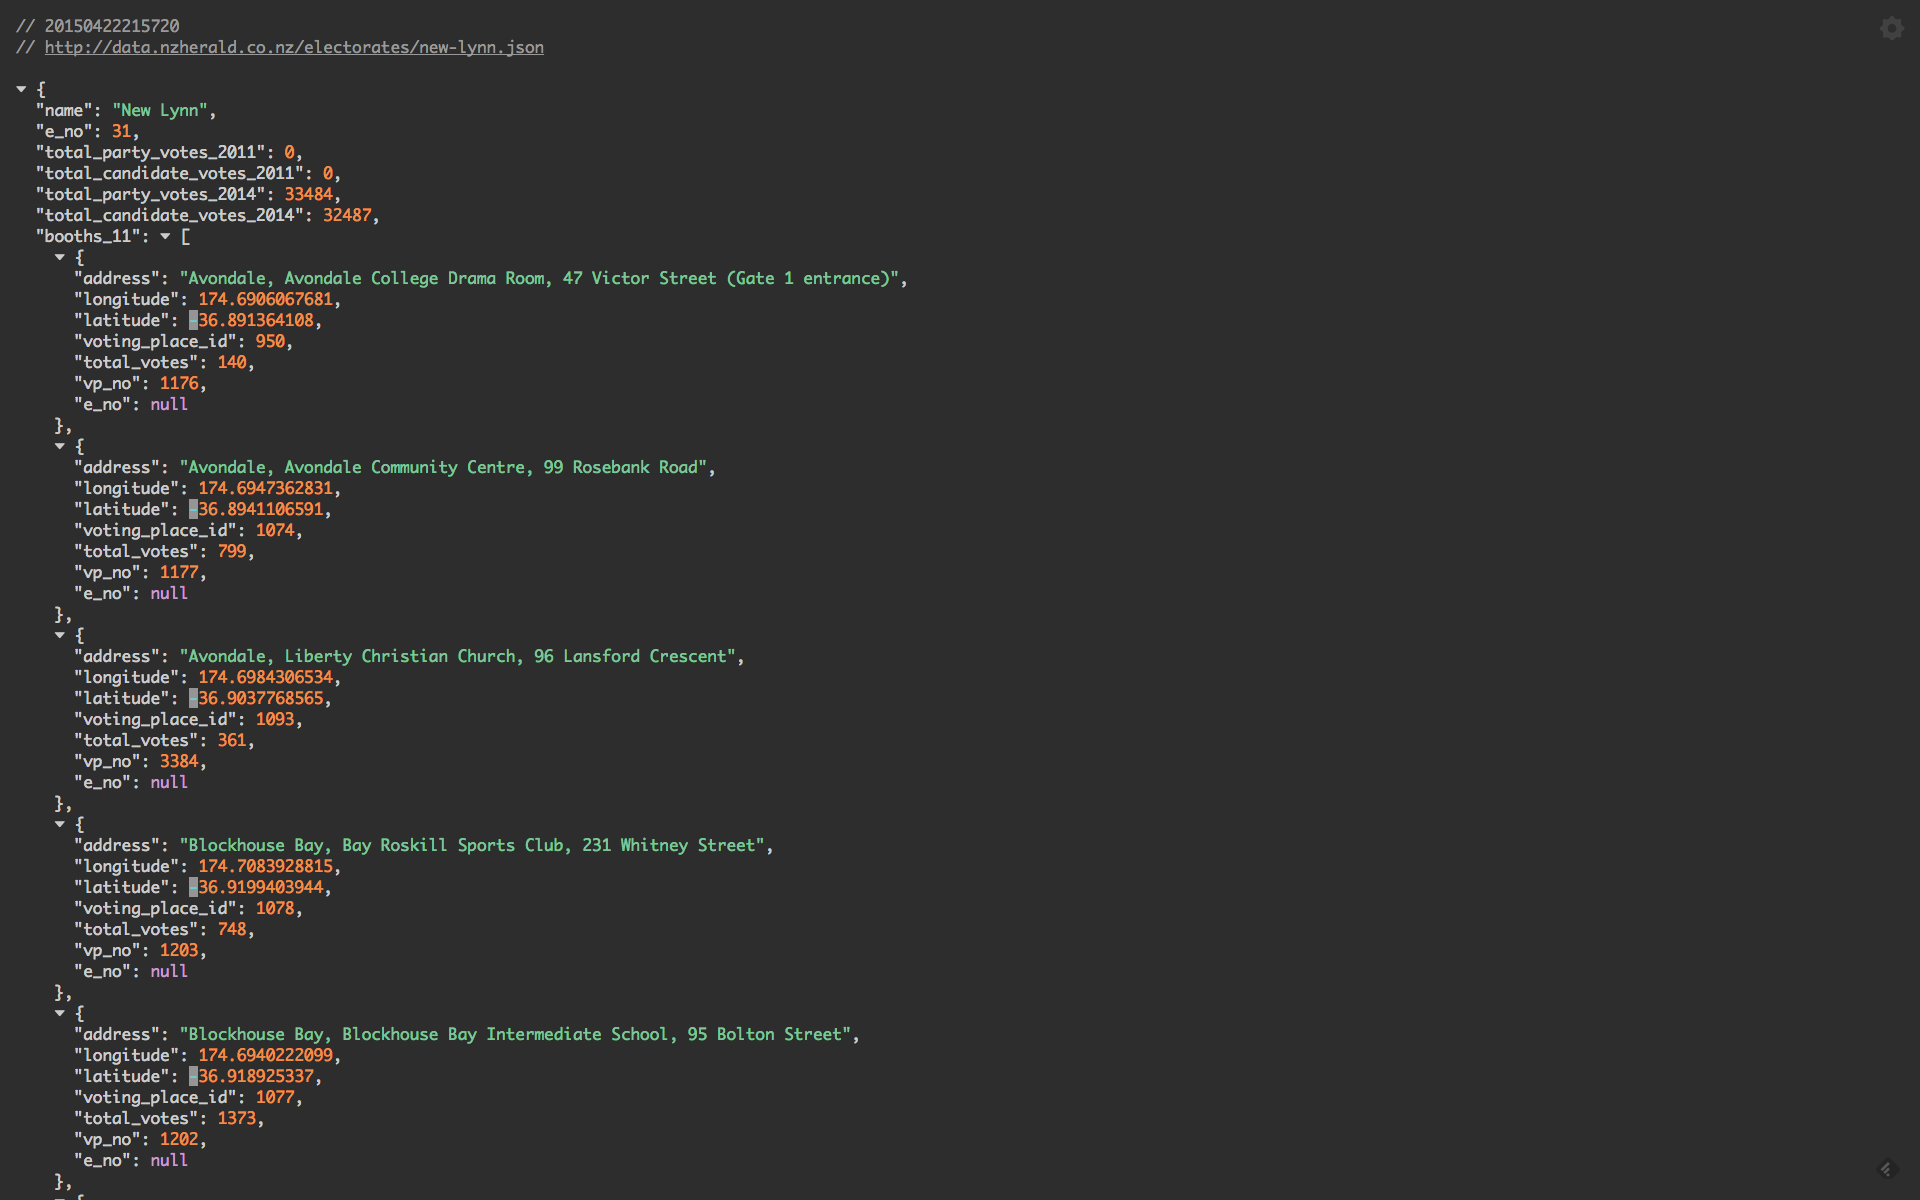 // 20150422215720
// http://data.nzherald.co.nz/electorates/new-lynn.json
{
"name": "New Lynn",
"e_no": 31,
"total_party_votes_2011": 0,
"total_candidate_votes_2011": 0,
"total_party_votes_2014": 33484,
"total_candidate_votes_2014": 32487,
"booths_11": [
{
"address": "Avondale, Avondale College Drama Room, 47 Victor Street (Gate 1 entrance)",
"longitude": 174.6906067681,
"latitude": -36.891364108,
"voting_place_id": 950,
"total_votes": 140,
"vp_no": 1176,
"e_no": null
},
{
"address": "Avondale, Avondale Community Centre, 99 Rosebank Road",
"longitude": 174.6947362831,
"latitude": -36.8941106591,
"voting_place_id": 1074,
"total_votes": 799,
"vp_no": 1177,
"e_no": null
},
{
"address": "Avondale, Liberty Christian Church, 96 Lansford Crescent",
"longitude": 174.6984306534,
"latitude": -36.9037768565,
"voting_place_id": 1093,
"total_votes": 361,
"vp_no": 3384,
"e_no": null
},
{
"address": "Blockhouse Bay, Bay Roskill Sports Club, 231 Whitney Street",
"longitude": 174.7083928815,
"latitude": -36.9199403944,
"voting_place_id": 1078,
"total_votes": 748,
"vp_no": 1203,
"e_no": null
},
{
"address": "Blockhouse Bay, Blockhouse Bay Intermediate School, 95 Bolton Street",
"longitude": 174.6940222099,
"latitude": -36.918925337,
"voting_place_id": 1077,
"total_votes": 1373,
"vp_no": 1202,
"e_no": null
},
{